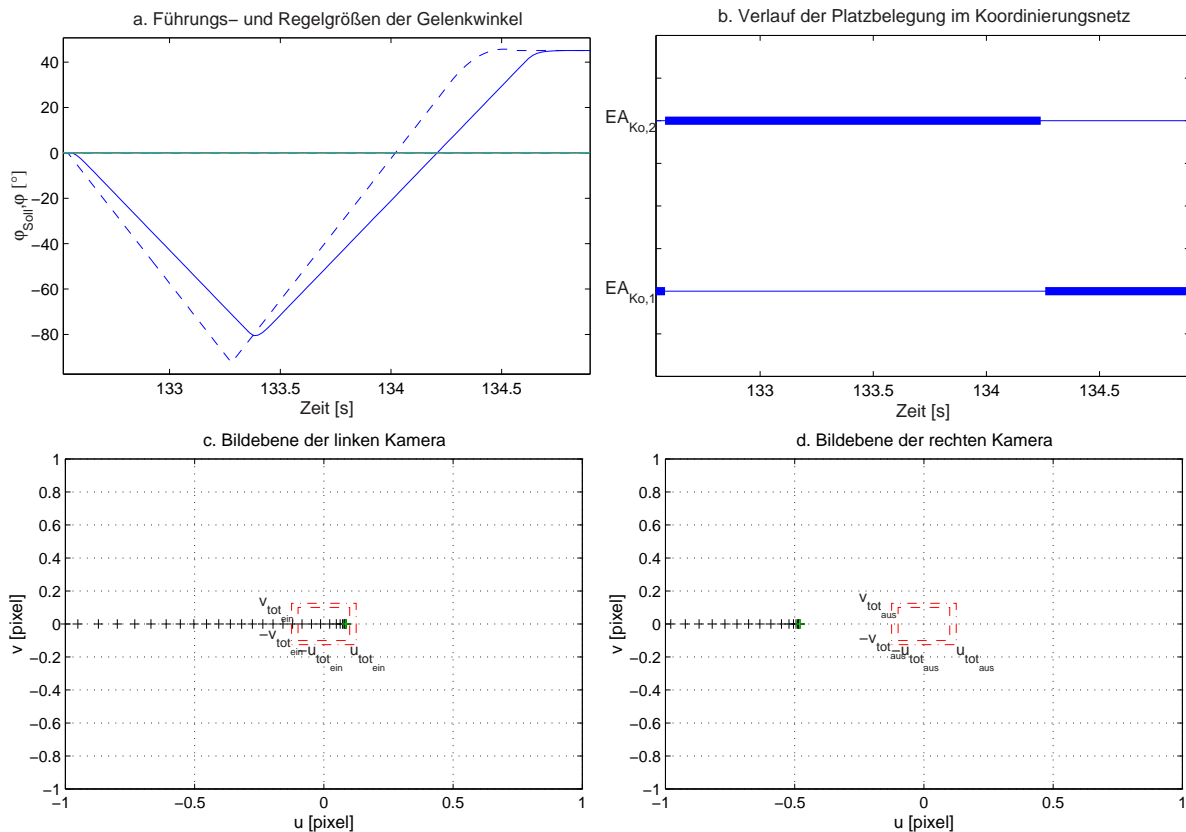 a. Führungs− und Regelgrößen der Gelenkwinkel
40
20
0
−20
−40
−60
−80
φSoll,φ [°]
133
133.5
134
134.5
Zeit [s]
b. Verlauf der Platzbelegung im Koordinierungsnetz
EAKo,2
EAKo,1
133
133.5
134
134.5
Zeit [s]
c. Bildebene der linken Kamera
1
0.8
0.6
0.4
0.2
0
−0.2
−0.4
−0.6
−0.8
−1
v [pixel]
vtotein
−vtotein
−utotein
utotein
−1
−0.5
0
0.5
1
u [pixel]
d. Bildebene der rechten Kamera
1
0.8
0.6
0.4
0.2
0
−0.2
−0.4
−0.6
−0.8
−1
v [pixel]
vtotaus
−vtotaus
−utotaus
utotaus
−1
−0.5
0
0.5
1
u [pixel]